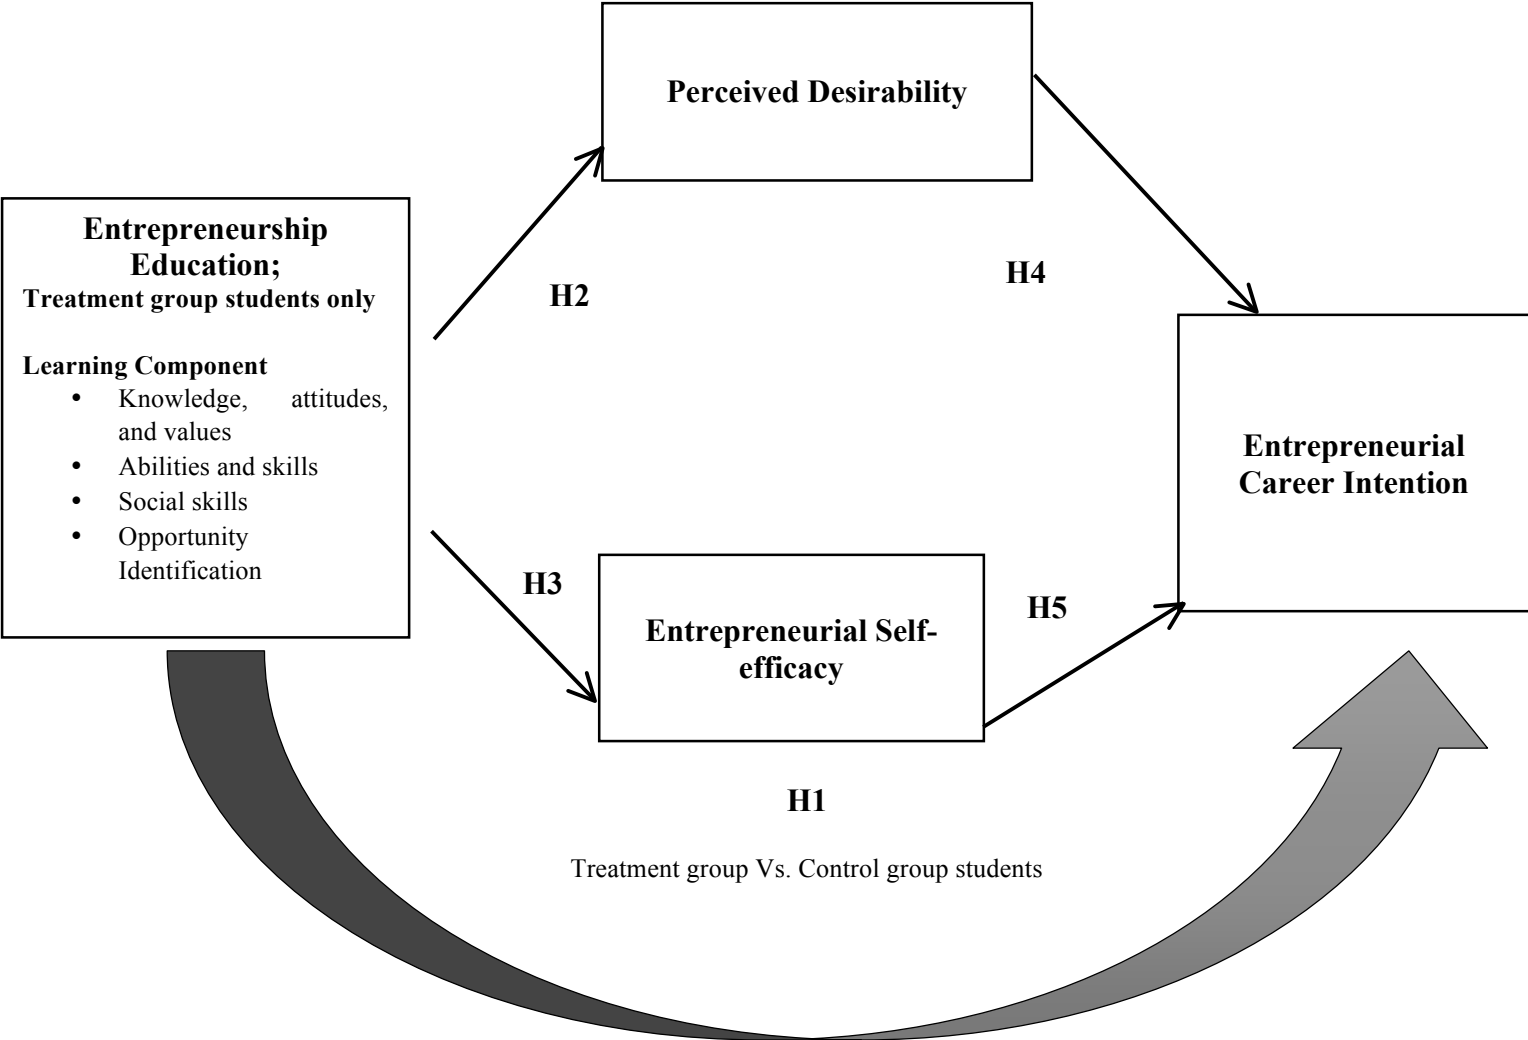 Perceived Desirability
Entrepreneurship
Education;
Treatment group students only
Learning Component
• Knowledge, attitudes,
and values
• Abilities and skills
• Social skills
• Opportunity
Identification
H2
H4
Entrepreneurial
Career Intention
H3
Entrepreneurial Self-
efficacy
H5
H1
Treatment group Vs. Control group students